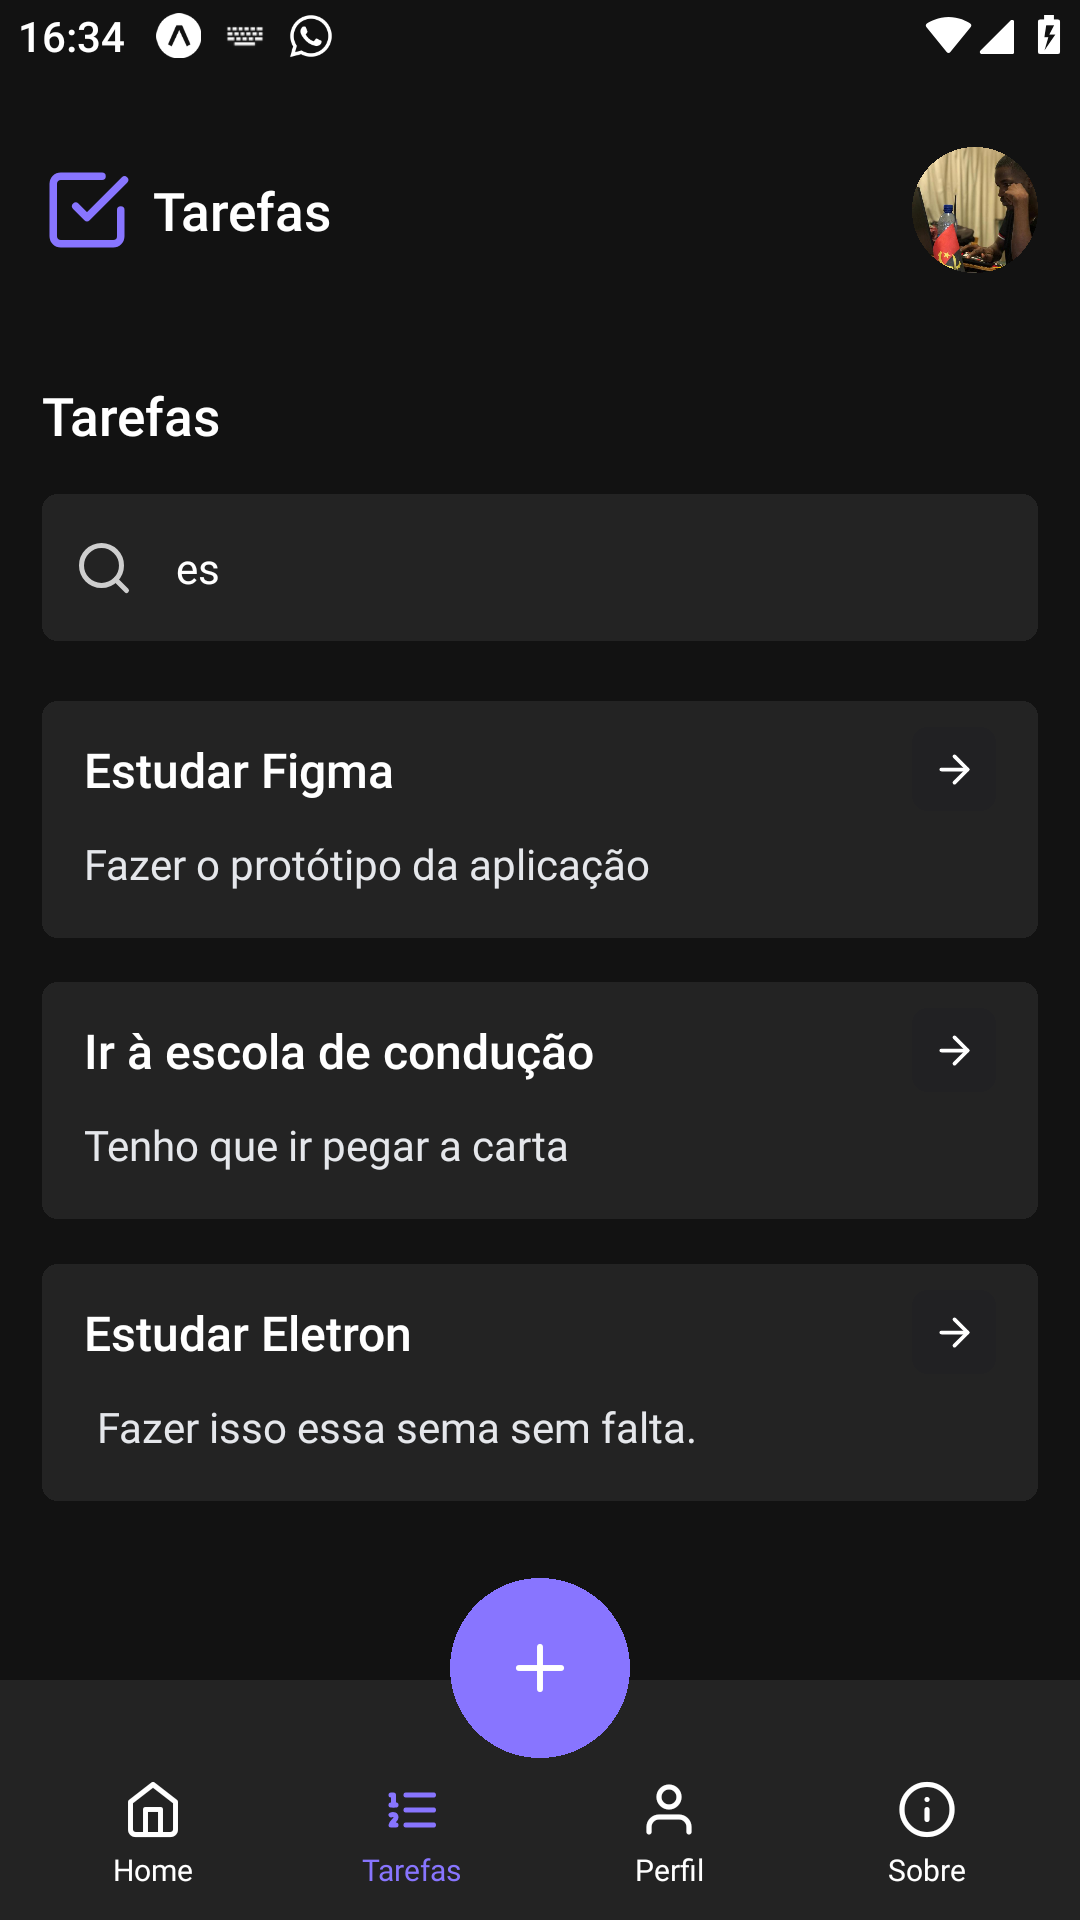 16:34
Tarefas
Tarefas
es
Estudar Figma
Fazer o protótipo da aplicação
Ir à escola de condução
Tenho que ir pegar a carta
Estudar Eletron
Fazer isso essa sema sem falta.
Home
Tarefas
Perfil
Sobre